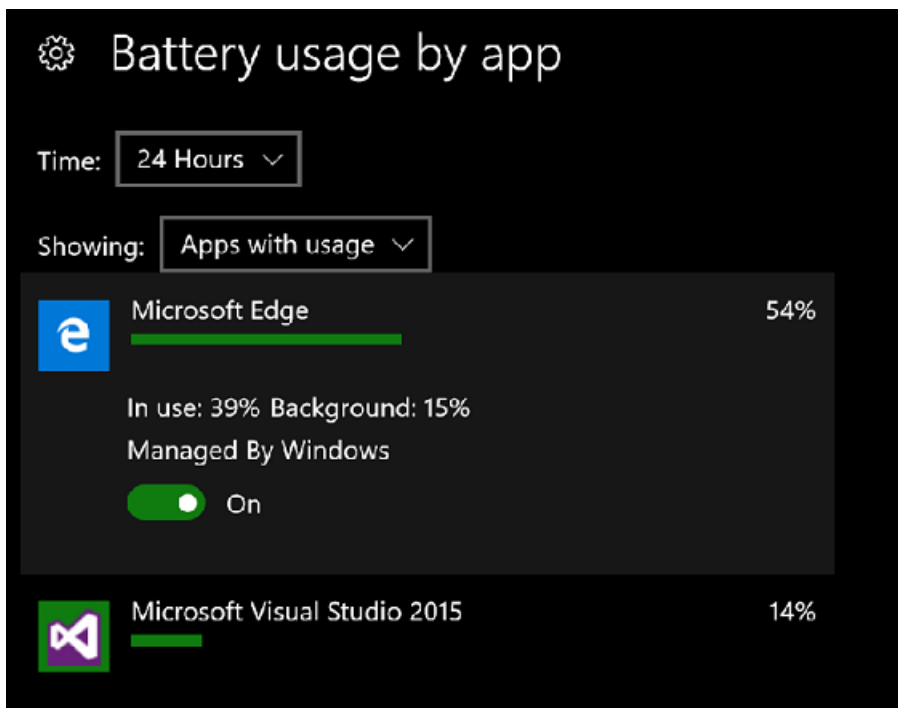 Battery usage by app
Time: 24 Hours
Showing: Apps with usage
Microsoft Edge 54%
In use: 39% Background: 15%
Managed By Windows
On
Microsoft Visual Studio 2015 14%